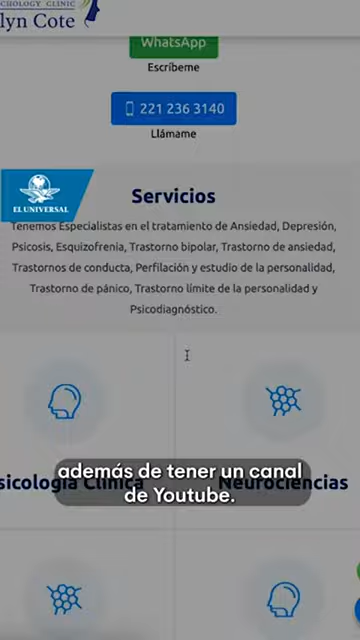 CHOLOGY CLINIC
lyn Cote
WhatsApp
Escríbeme
221 236 3140
Llámame
EL UNIVERSAL
Servicios
Tenemos Especialistas en el tratamiento de Ansiedad, Depresión,
Psicosis, Esquizofrenia, Trastorno bipolar, Trastorno de ansiedad,
Trastornos de conducta, Perfilación y estudio de la personalidad,
Trastorno de pánico, Trastorno límite de la personalidad y
Psicodiagnóstico.
además de tener un canal
de Youtube.
sicología Clínica
Neurociencias